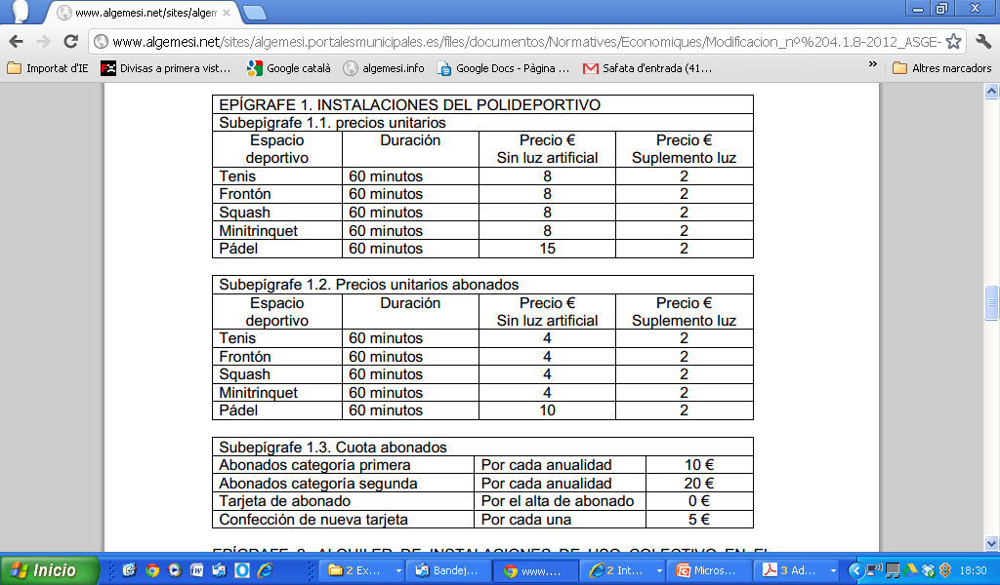 www.algemesi.net/sites/algem
www.algemesi.net/sites/algemesi.portalesmunicipales.es/files/documentos/Normatives/Economiques/Modificacion_nº%204.1.8-2012_ASGE-
Importat d'IE Divisas a primera vist... Google català algemesi.info Google Docs - Pàgina ... Safata d'entrada (41... » Altres marcadors
EPÍGRAFE 1. INSTALACIONES DEL POLIDEPORTIVO
Subepígrafe 1.1. precios unitarios
Espacio Duración Precio € Precio €
deportivo Sin luz artificial Suplemento luz
Tenis 60 minutos 8 2
Frontón 60 minutos 8 2
Squash 60 minutos 8 2
Minitrinquet 60 minutos 8 2
Pádel 60 minutos 15 2
Subepígrafe 1.2. Precios unitarios abonados
Espacio Duración Precio € Precio €
deportivo Sin luz artificial Suplemento luz
Tenis 60 minutos 4 2
Frontón 60 minutos 4 2
Squash 60 minutos 4 2
Minitrinquet 60 minutos 4 2
Pádel 60 minutos 10 2
Subepígrafe 1.3. Cuota abonados
Abonados categoría primera Por cada anualidad 10 €
Abonados categoría segunda Por cada anualidad 20 €
Tarjeta de abonado Por el alta de abonado 0 €
Confección de nueva tarjeta Por cada una 5 €
EPÍGRAFE 2. ALQUILER INSTALACIONES DE USO COLECTIVO EN EL
Inicio 2 Ex... Bandej... www.... 2 Int... Micros... 3 Ad... 18:30